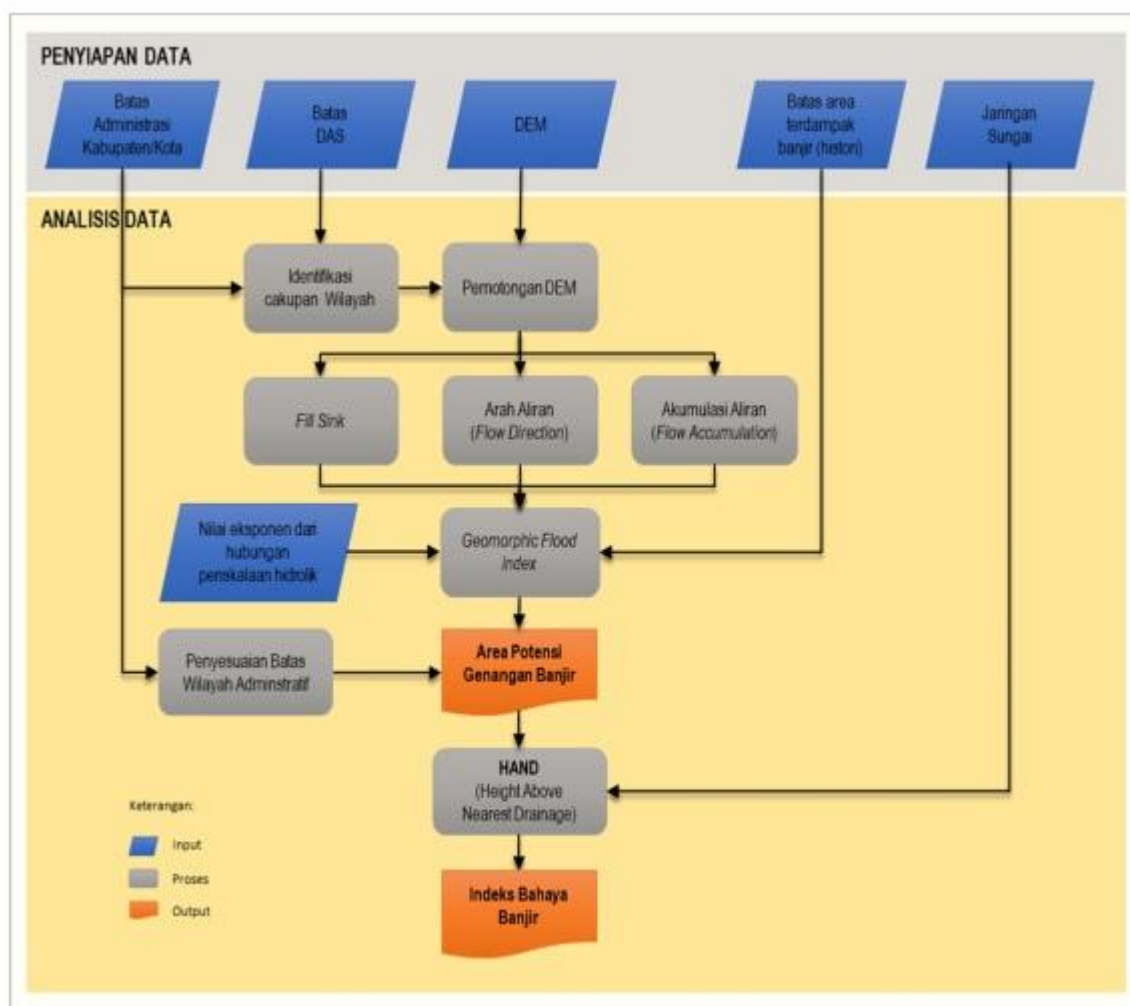 PENYIAPAN DATA
Batas
Administrasi
Kabupaten/Kota
Batas
DAS
DEM
Batas area
terdampak
banjir (histori)
Jaringan
Sungai
ANALISIS DATA
Identifikasi
cakupan Wilayah
Pemotongan DEM
Fill Sink
Arah Aliran
(Flow Direction)
Akumulasi Aliran
(Flow Accumulation)
Nilai eksponen dari
hubungan
penskalaan hidrolik
Geomorphic Flood
Index
Penyesuaian Batas
Wilayah Adminstratif
Area Potensi
Genangan Banjir
HAND
(Height Above
Nearest Drainage)
Keterangan:
Input
Proses
Output
Indeks Bahaya
Banjir